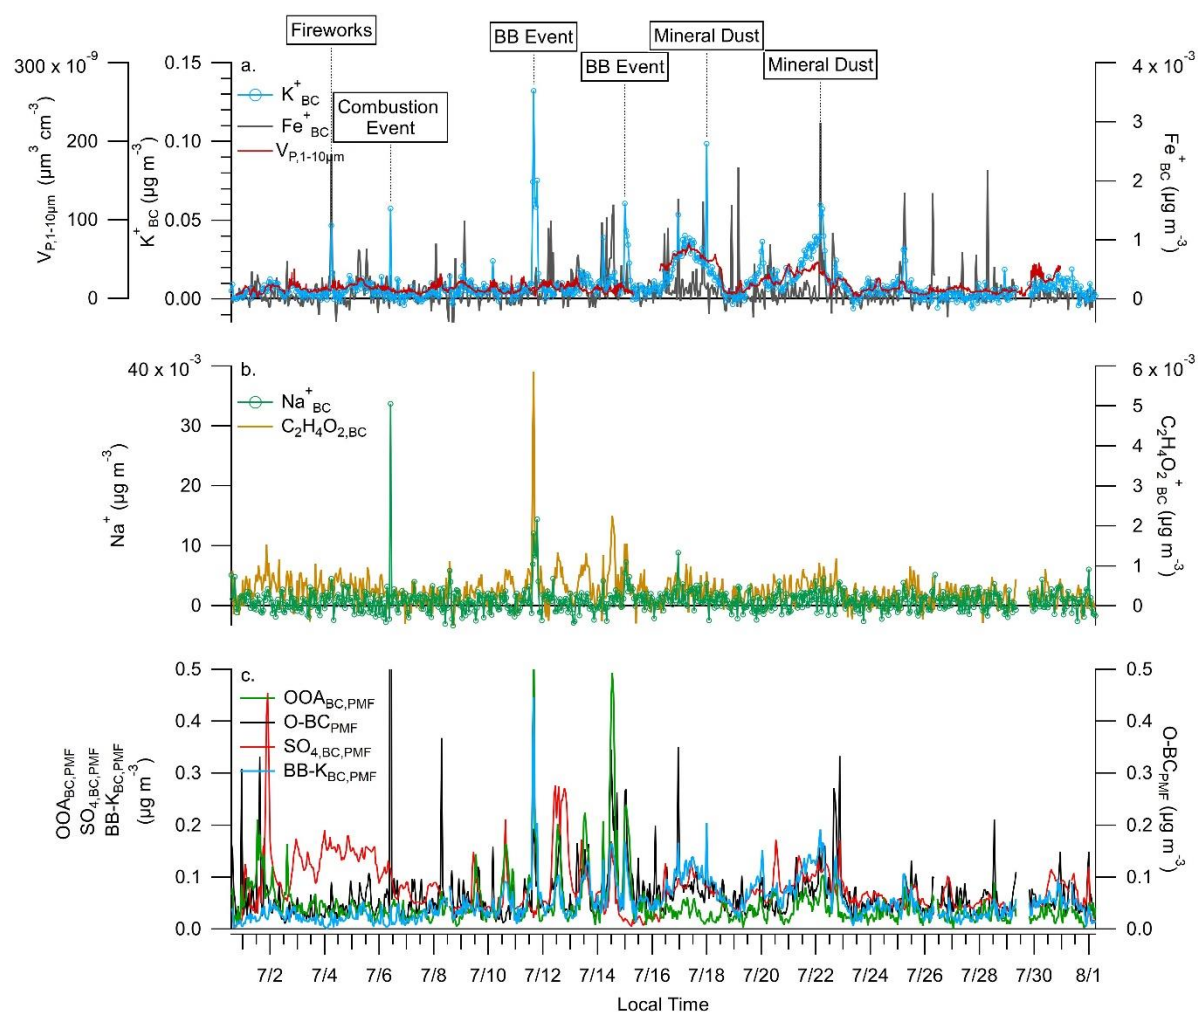 Fireworks
BB Event
Mineral Dust
BB Event
Mineral Dust
Combustion
Event
300 x 10⁻⁹
200
100
0
V_P,1-10µm (µm³ cm⁻³)
0.15
0.10
0.05
0.00
K⁺_BC (µg m⁻³)
a.
K⁺_BC
Fe⁺_BC
V_P,1-10µm
4 x 10⁻³
3
2
1
0
Fe⁺_BC (µg m⁻³)
40 x 10⁻³
30
20
10
0
Na⁺ (µg m⁻³)
b.
Na⁺_BC
C₂H₄O₂,BC
6 x 10⁻³
5
4
3
2
1
0
C₂H₄O₂⁺_BC (µg m⁻³)
0.5
0.4
0.3
0.2
0.1
0.0
OOA_BC,PMF
SO₄,BC,PMF
BB-K_BC,PMF
(µg m⁻³)
c.
OOA_BC,PMF
O-BC_PMF
SO₄,BC,PMF
BB-K_BC,PMF
0.5
0.4
0.3
0.2
0.1
0.0
O-BC_PMF (µg m⁻³)
7/2 7/4 7/6 7/8 7/10 7/12 7/14 7/16 7/18 7/20 7/22 7/24 7/26 7/28 7/30 8/1
Local Time